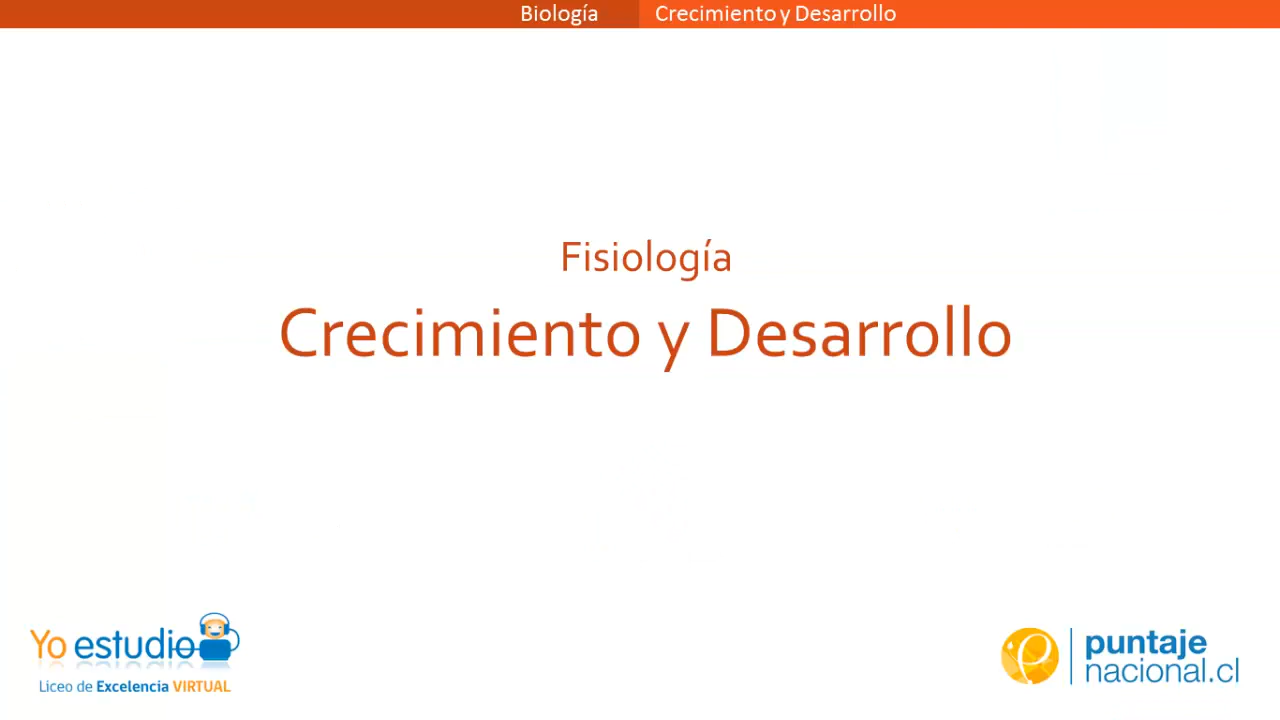 Biología
Crecimiento y Desarrollo
Fisiología
Crecimiento y Desarrollo
Yo estudio
Liceo de Excelencia VIRTUAL
puntaje
nacional.cl